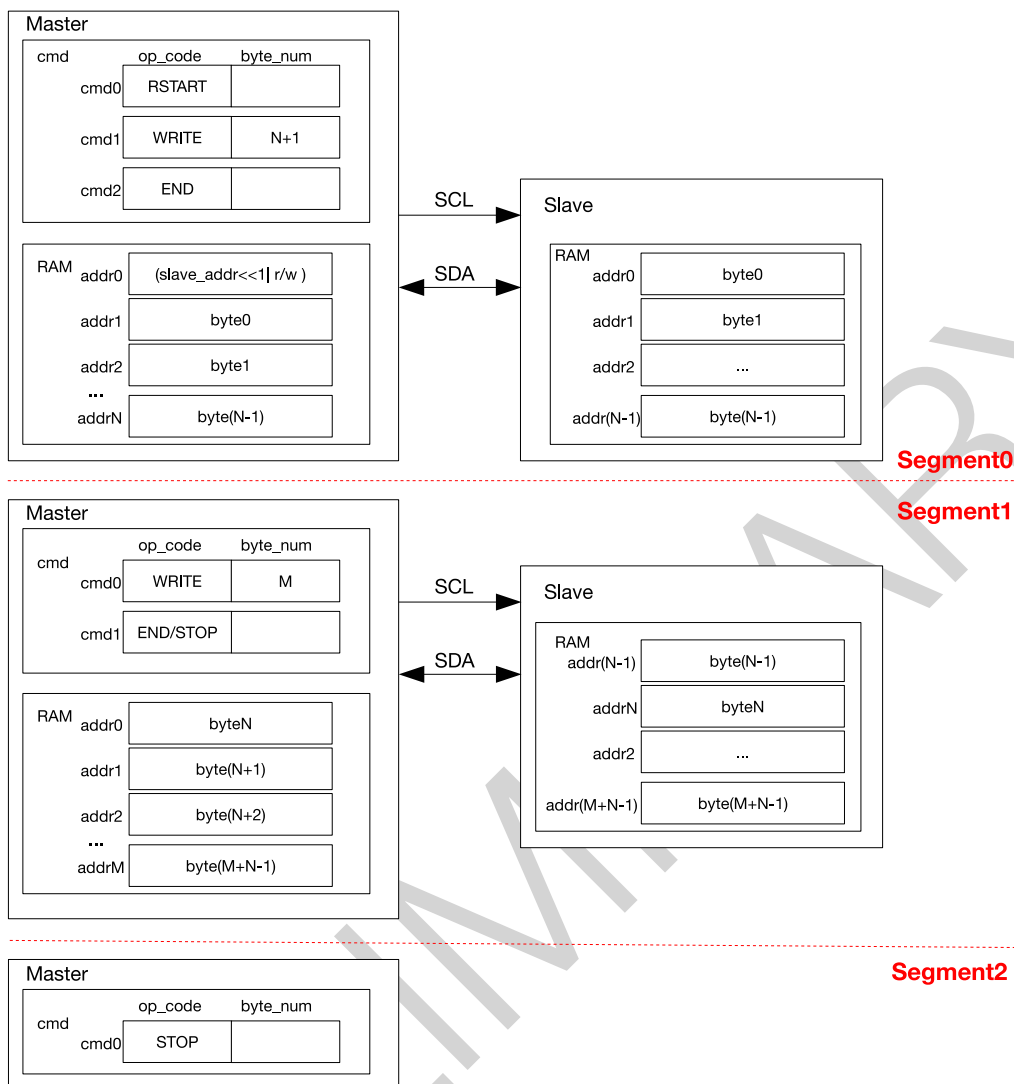 Master
cmd op_code byte_num
cmd0 RSTART
cmd1 WRITE N+1
cmd2 END
RAM addr0 (slave_addr<<1| r/w )
addr1 byte0
addr2 byte1
...
addrN byte(N-1)
SCL
SDA
Slave
RAM
addr0 byte0
addr1 byte1
addr2 ...
addr(N-1) byte(N-1)
Segment0
Segment1
Master
op_code byte_num
cmd
cmd0 WRITE M
cmd1 END/STOP
RAM addr0 byteN
addr1 byte(N+1)
addr2 byte(N+2)
...
addrM byte(M+N-1)
SCL
SDA
Slave
RAM
addr(N-1) byte(N-1)
addrN byteN
addr2 ...
addr(M+N-1) byte(M+N-1)
Segment2
Master
op_code byte_num
cmd
cmd0 STOP